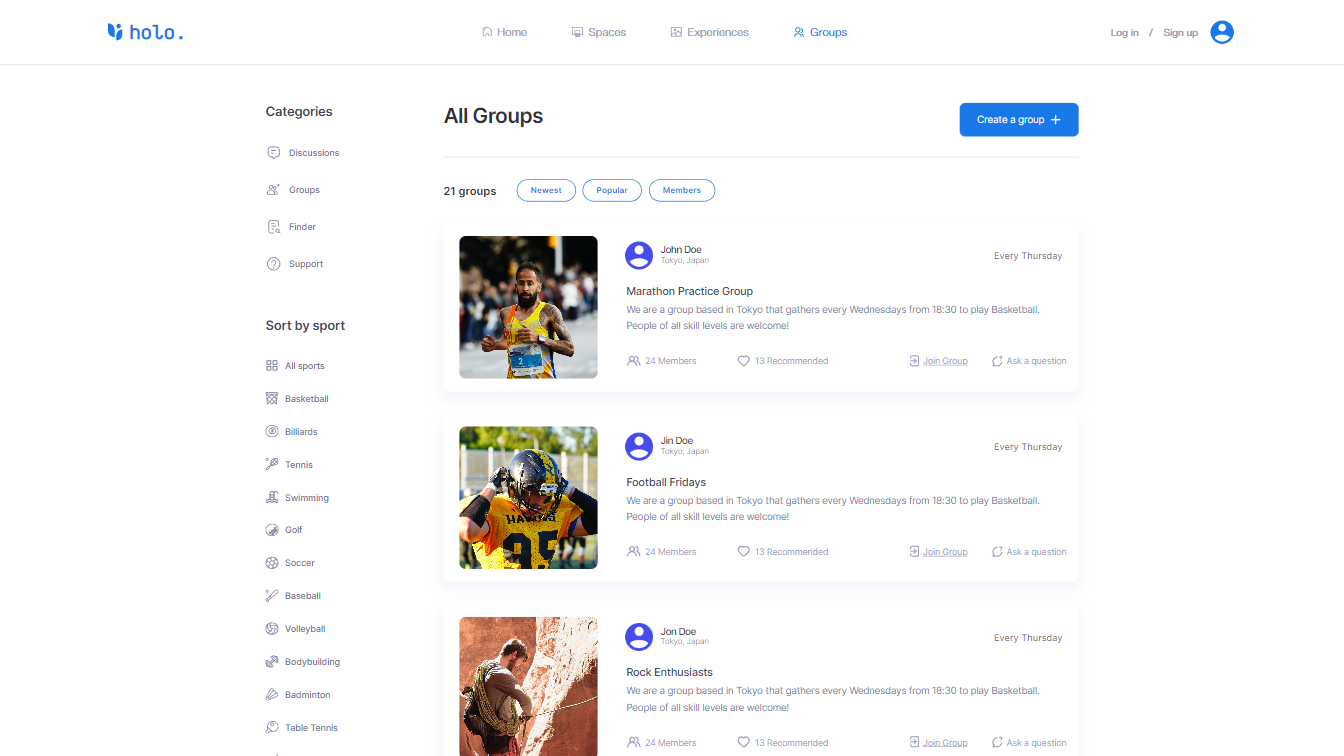 holo.
Home
Spaces
Experiences
Groups
Log in / Sign up
Categories
Discussions
Groups
Finder
Support
Sort by sport
All sports
Basketball
Billiards
Tennis
Swimming
Golf
Soccer
Baseball
Volleyball
Bodybuilding
Badminton
Table Tennis
All Groups
Create a group +
21 groups
Newest
Popular
Members
2
John Doe
Tokyo, Japan
Every Thursday
Marathon Practice Group
We are a group based in Tokyo that gathers every Wednesdays from 18:30 to play Basketball.
People of all skill levels are welcome!
24 Members
13 Recommended
Join Group
Ask a question
95
Jin Doe
Tokyo, Japan
Every Thursday
Football Fridays
We are a group based in Tokyo that gathers every Wednesdays from 18:30 to play Basketball.
People of all skill levels are welcome!
24 Members
13 Recommended
Join Group
Ask a question
Jon Doe
Tokyo, Japan
Every Thursday
Rock Enthusiasts
We are a group based in Tokyo that gathers every Wednesdays from 18:30 to play Basketball.
People of all skill levels are welcome!
24 Members
13 Recommended
Join Group
Ask a question